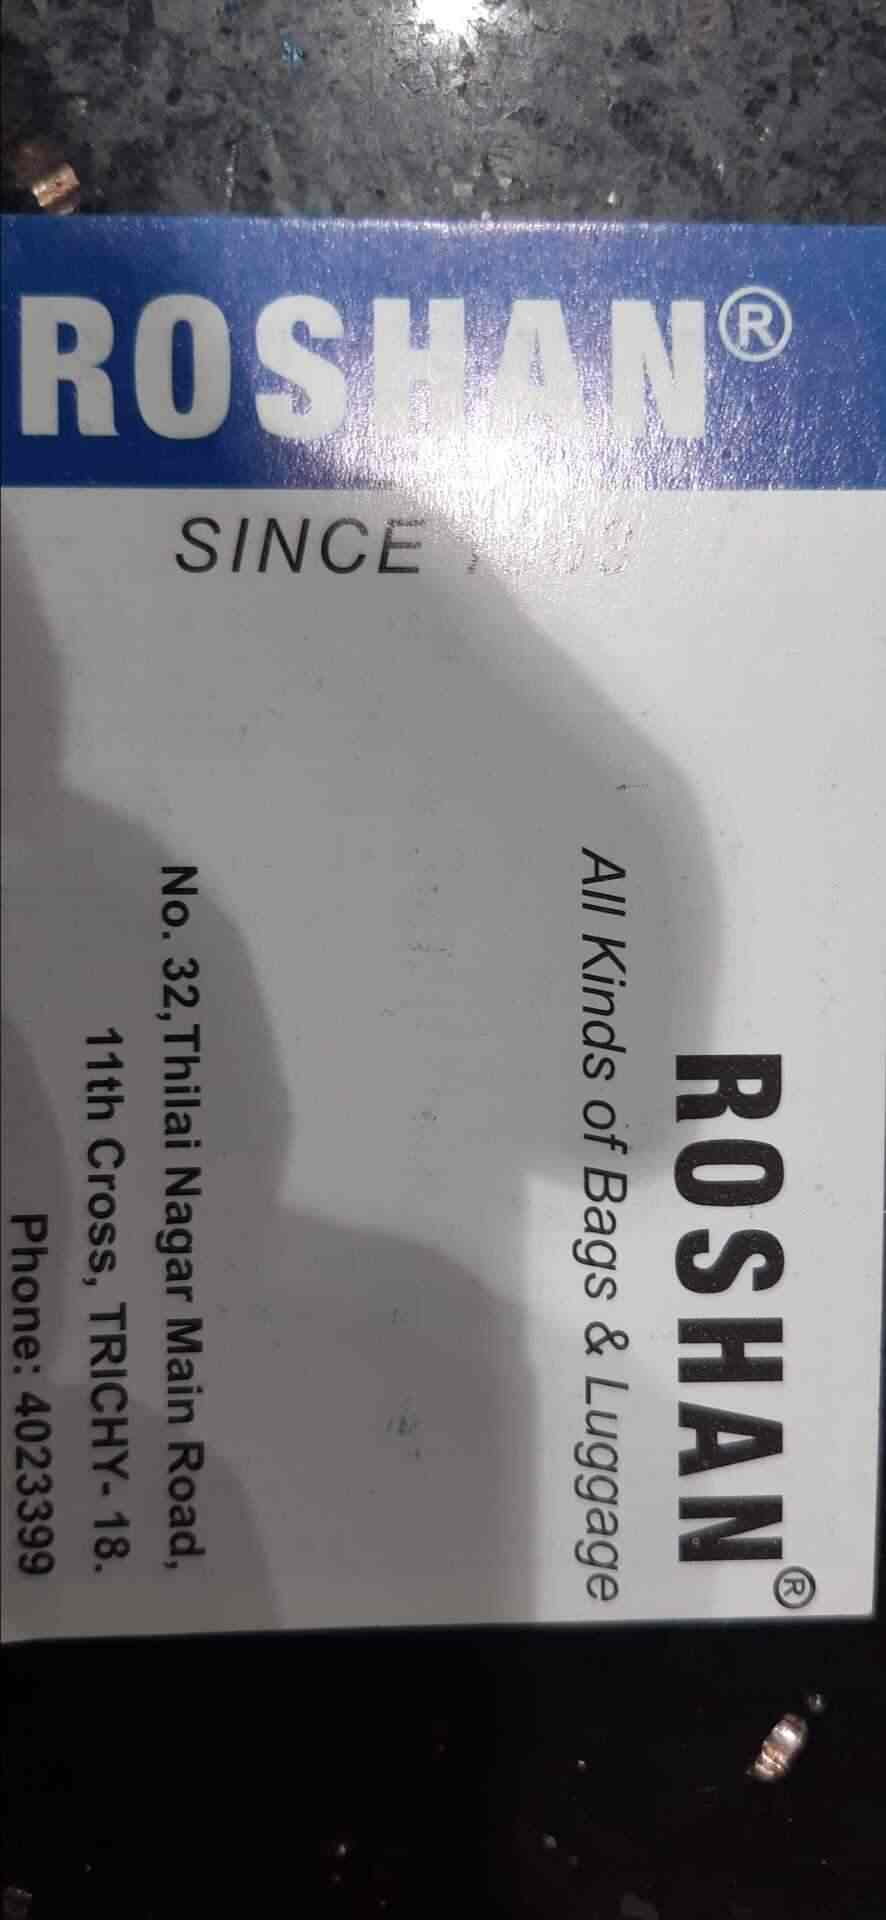 ROSHAN®
SINCE
ROSHAN®
All Kinds of Bags & Luggage
No. 32,Thilai Nagar Main Road,
11th Cross, TRICHY- 18.
Phone: 4023399